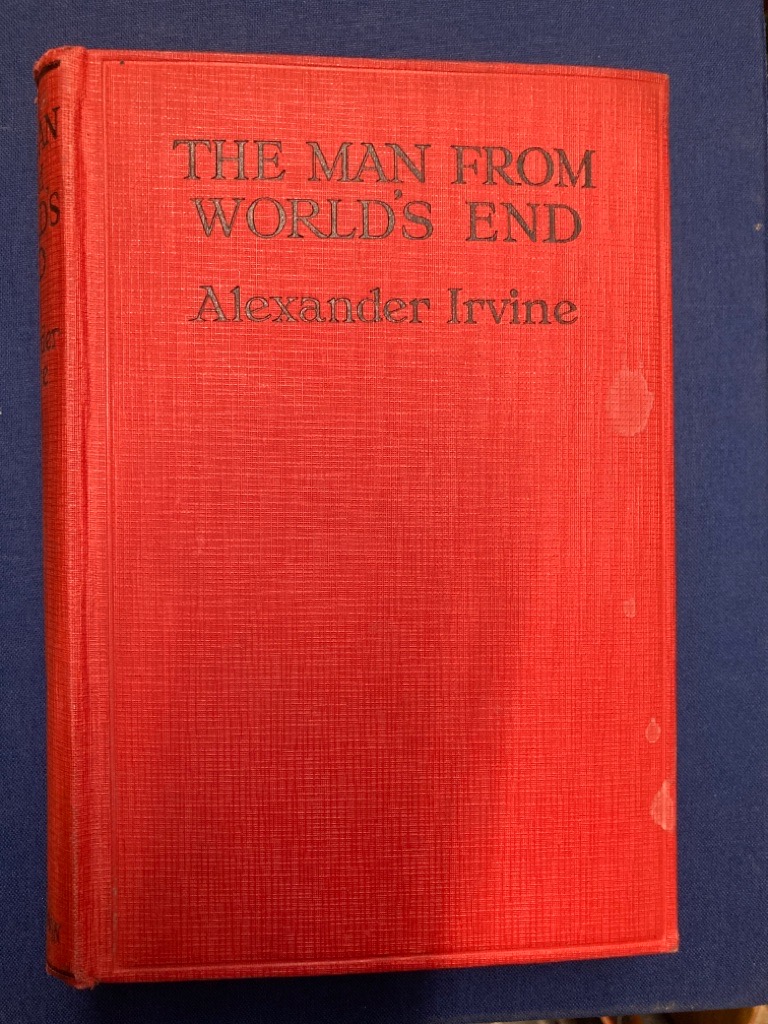 THE MAN FROM
WORLD'S END
Alexander Irvine